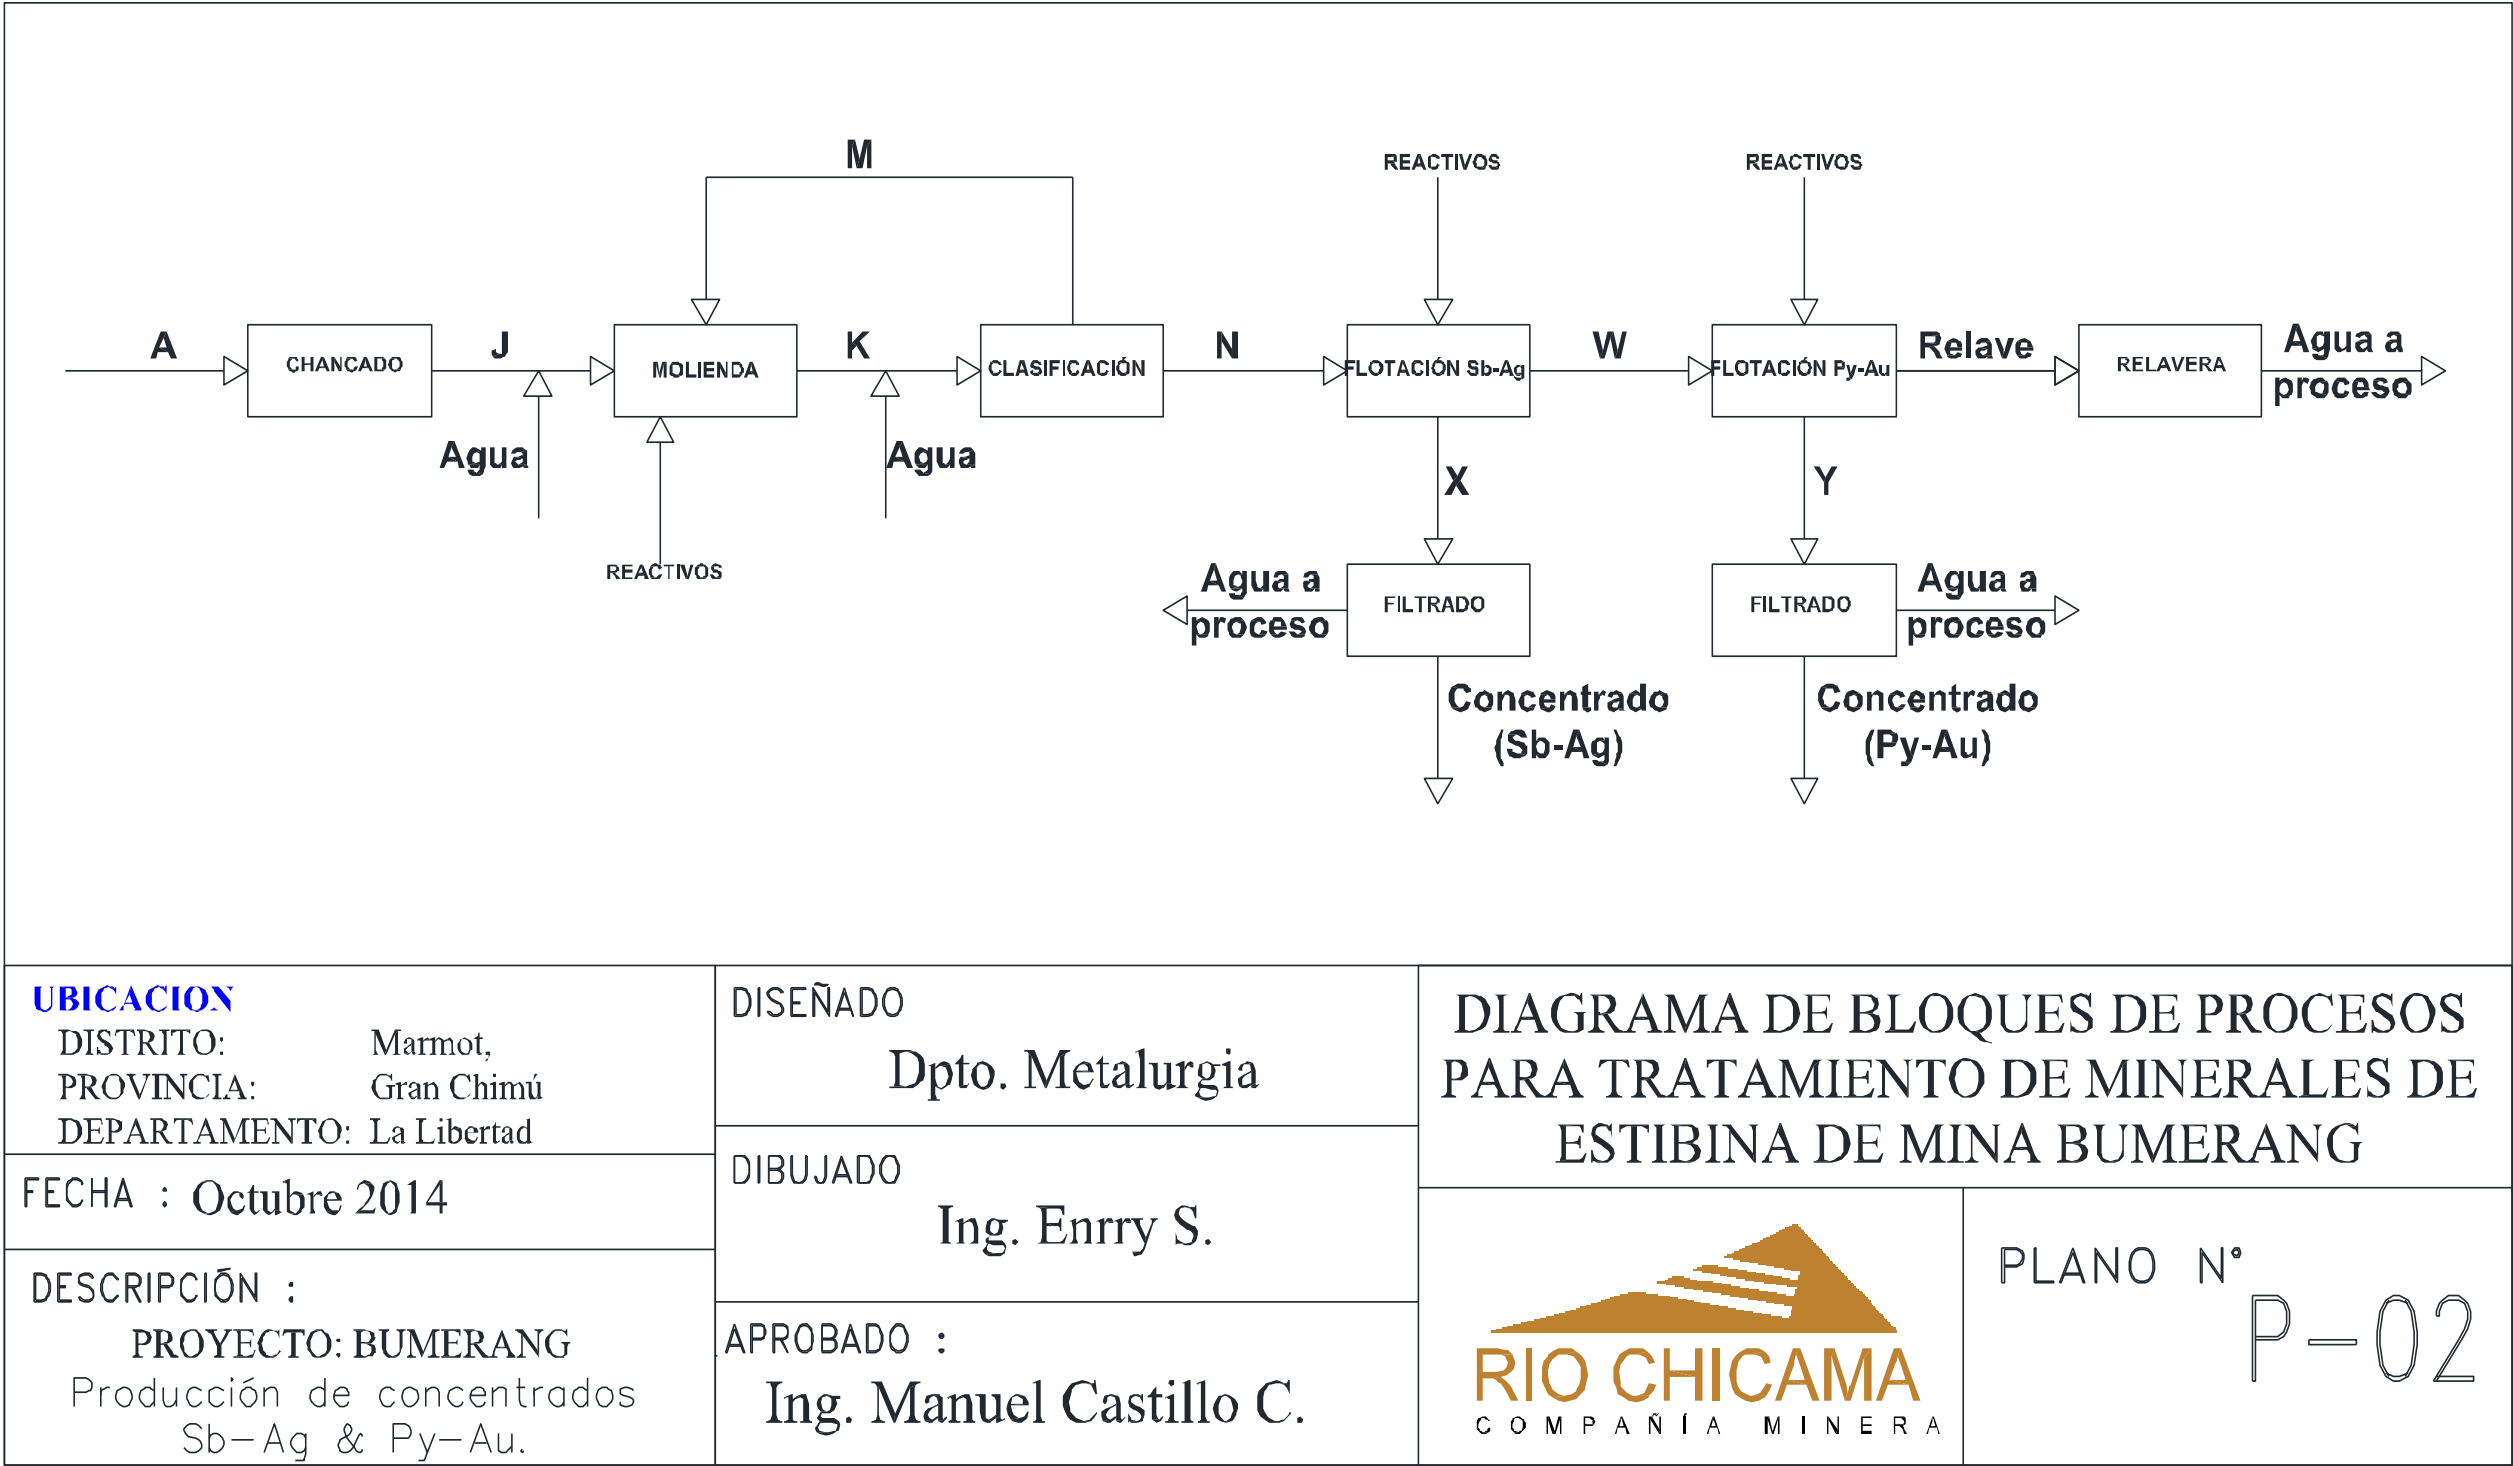 M
REACTIVOS
REACTIVOS
A
CHANCADO
J
MOLIENDA
K
CLASIFICACIÓN
N
FLOTACIÓN Sb-Ag
W
FLOTACIÓN Py-Au
Relave
RELAVERA
Agua a
proceso
Agua
REACTIVOS
Agua
X
Y
Agua a
proceso
FILTRADO
FILTRADO
Agua a
proceso
Concentrado
(Sb-Ag)
Concentrado
(Py-Au)
UBICACION
DISTRITO: Marmot,
PROVINCIA: Gran Chimú
DEPARTAMENTO: La Libertad
FECHA : Octubre 2014
DESCRIPCIÓN :
PROYECTO: BUMERANG
Producción de concentrados
Sb-Ag & Py-Au.
DISEÑADO
Dpto. Metalurgia
DIBUJADO
Ing. Enrry S.
APROBADO :
Ing. Manuel Castillo C.
DIAGRAMA DE BLOQUES DE PROCESOS
PARA TRATAMIENTO DE MINERALES DE
ESTIBINA DE MINA BUMERANG
RIO CHICAMA
COMPAÑÍA MINERA
PLANO N°
P-02